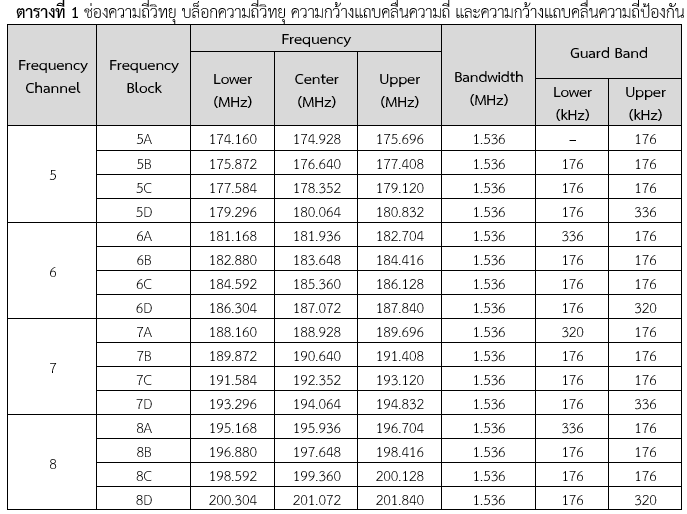 ตารางที่ 1 ช่องความถี่วิทยุ บล็อกความถี่วิทยุ ความกว้างแถบคลื่นความถี่ และความกว้างแถบคลื่นความถี่ป้องกัน
Frequency Channel Frequency Block Frequency Bandwidth (MHz) Guard Band
Lower (MHz) Center (MHz) Upper (MHz) Lower (kHz) Upper (kHz)
5 5A 174.160 174.928 175.696 1.536 – 176
5B 175.872 176.640 177.408 1.536 176 176
5C 177.584 178.352 179.120 1.536 176 176
5D 179.296 180.064 180.832 1.536 176 336
6 6A 181.168 181.936 182.704 1.536 336 176
6B 182.880 183.648 184.416 1.536 176 176
6C 184.592 185.360 186.128 1.536 176 176
6D 186.304 187.072 187.840 1.536 176 320
7 7A 188.160 188.928 189.696 1.536 320 176
7B 189.872 190.640 191.408 1.536 176 176
7C 191.584 192.352 193.120 1.536 176 176
7D 193.296 194.064 194.832 1.536 176 336
8 8A 195.168 195.936 196.704 1.536 336 176
8B 196.880 197.648 198.416 1.536 176 176
8C 198.592 199.360 200.128 1.536 176 176
8D 200.304 201.072 201.840 1.536 176 320